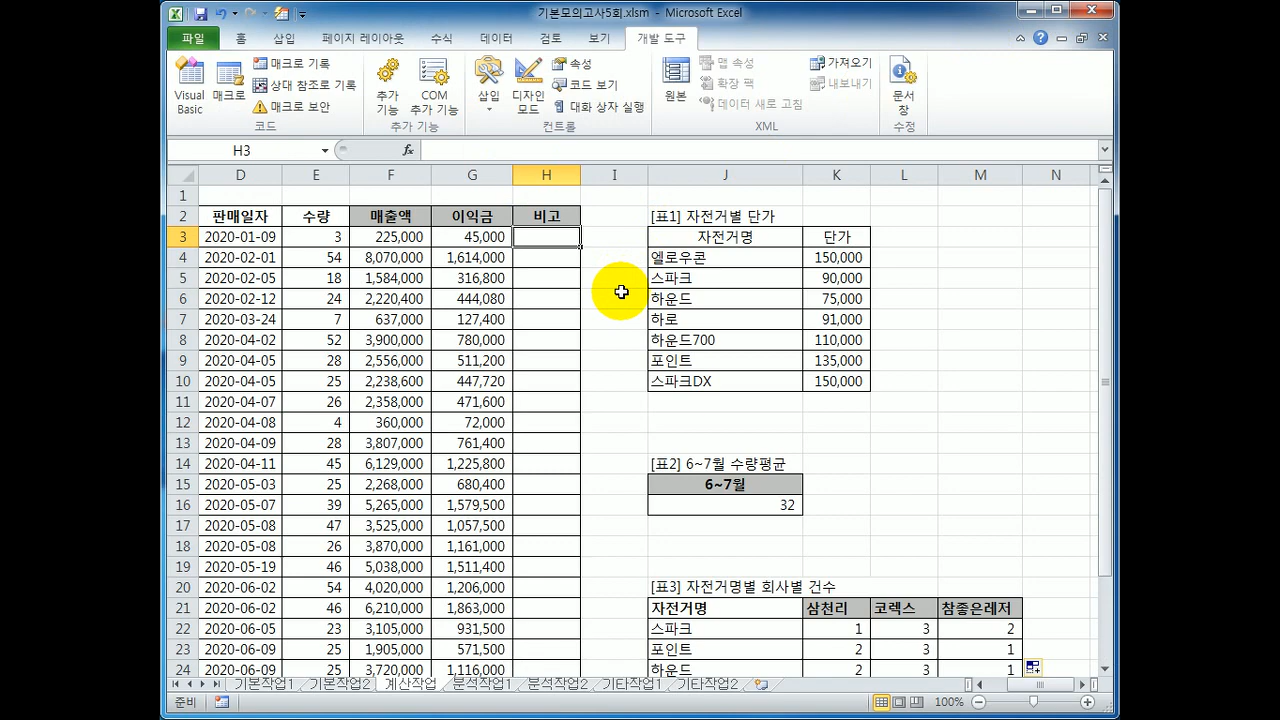 기본모의고사5회.xlsm - Microsoft Excel
파일 홈 삽입 페이지 레이아웃 수식 데이터 검토 보기 개발 도구
Visual Basic
매크로
매크로 기록
상대 참조로 기록
매크로 보안
코드
추가 기능
COM 추가 기능
추가 기능
삽입
디자인 모드
속성
코드 보기
대화 상자 실행
컨트롤
원본
맵 속성
확장 팩
데이터 새로 고침
가져오기
내보내기
XML
문서 창
수정
H3 fx
D E F G H I J K L M N
1
2 판매일자 수량 매출액 이익금 비고 [표1] 자전거별 단가
3 2020-01-09 3 225,000 45,000 자전거명 단가
4 2020-02-01 54 8,070,000 1,614,000 엘로우콘 150,000
5 2020-02-05 18 1,584,000 316,800 스파크 90,000
6 2020-02-12 24 2,220,400 444,080 하운드 75,000
7 2020-03-24 7 637,000 127,400 하로 91,000
8 2020-04-02 52 3,900,000 780,000 하운드700 110,000
9 2020-04-05 28 2,556,000 511,200 포인트 135,000
10 2020-04-05 25 2,238,600 447,720 스파크DX 150,000
11 2020-04-07 26 2,358,000 471,600
12 2020-04-08 4 360,000 72,000
13 2020-04-09 28 3,807,000 761,400
14 2020-04-11 45 6,129,000 1,225,800 [표2] 6~7월 수량평균
15 2020-05-03 25 2,268,000 680,400 6~7월
16 2020-05-07 39 5,265,000 1,579,500 32
17 2020-05-08 47 3,525,000 1,057,500
18 2020-05-08 26 3,870,000 1,161,000
19 2020-05-19 46 5,038,000 1,511,400
20 2020-06-02 54 4,020,000 1,206,000 [표3] 자전거명별 회사별 건수
21 2020-06-02 46 6,210,000 1,863,000 자전거명 삼천리 코렉스 참좋은레저
22 2020-06-05 23 3,105,000 931,500 스파크 1 3 2
23 2020-06-09 25 1,905,000 571,500 포인트 2 3 1
24 2020-06-09 25 3,720,000 1,116,000 하운드 2 3 1
기본작업1 기본작업2 계산작업 분석작업1 분석작업2 기타작업1 기타작업2
준비 100%